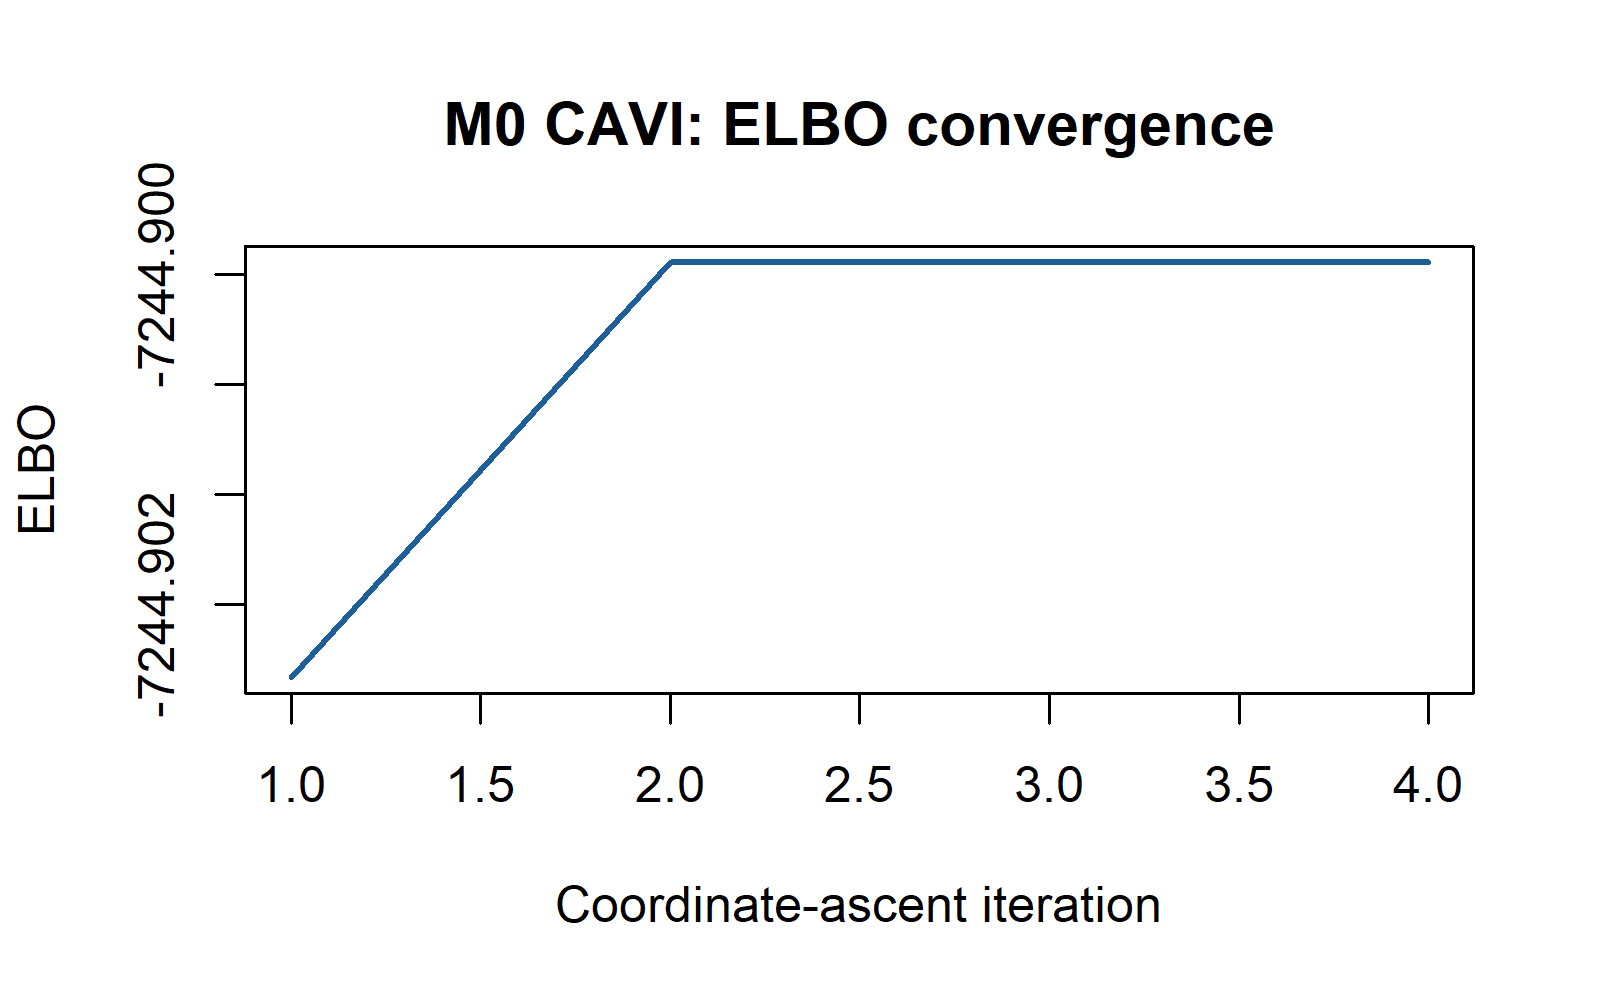 M0 CAVI: ELBO convergence
-7244.900
-7244.902
ELBO
1.0 1.5 2.0 2.5 3.0 3.5 4.0
Coordinate-ascent iteration